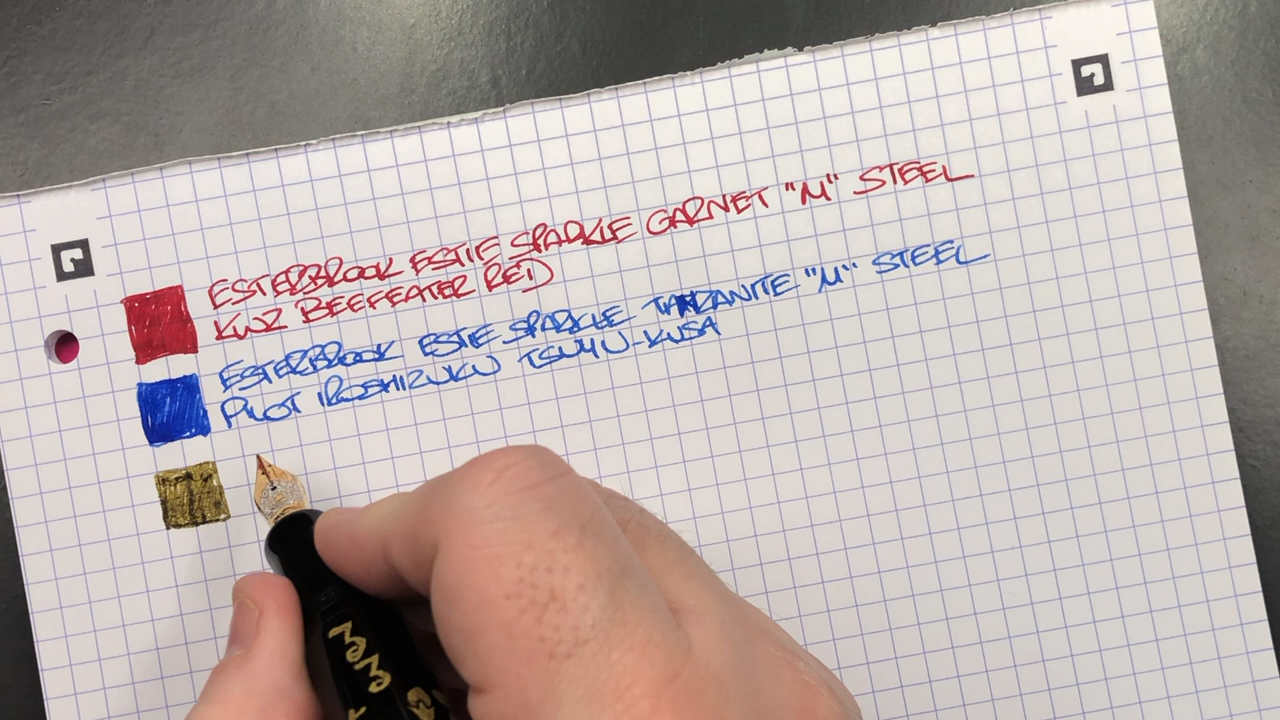 ESTERBROOK ESTIE SPARKLE GARNET "M" STEEL
KWZ BEEFEATER RED
ESTERBROOK ESTIE SPARKLE TANZANITE "M" STEEL
PILOT IROSHIZUKU TSUYU-KUSA